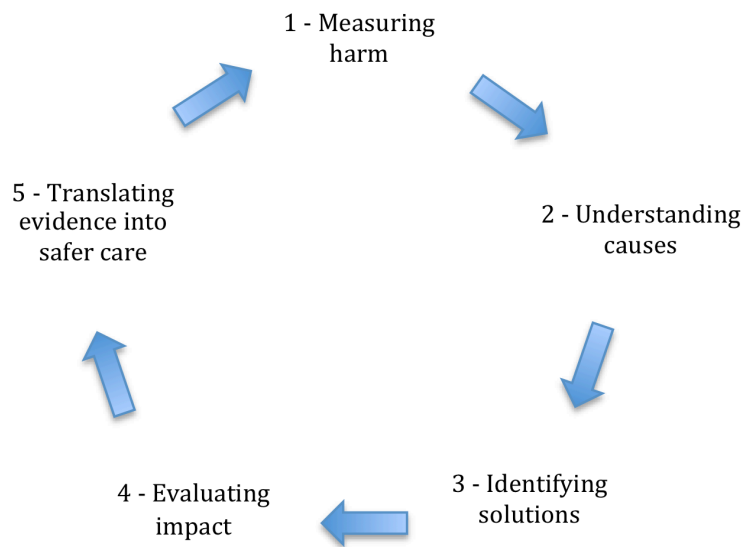 1 - Measuring
harm
2 - Understanding
causes
3 - Identifying
solutions
4 - Evaluating
impact
5 - Translating
evidence into
safer care